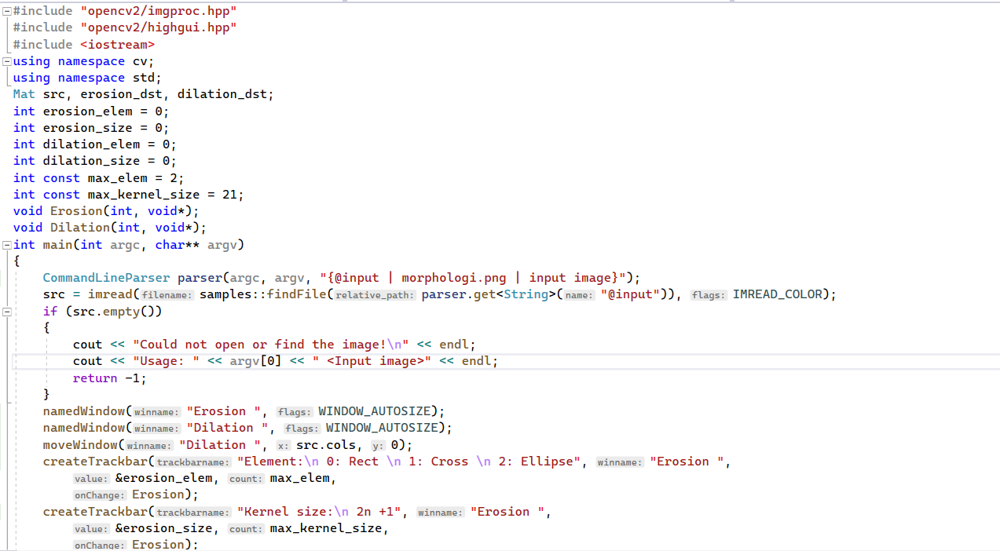 #include "opencv2/imgproc.hpp"
#include "opencv2/highgui.hpp"
#include <iostream>
using namespace cv;
using namespace std;
Mat src, erosion_dst, dilation_dst;
int erosion_elem = 0;
int erosion_size = 0;
int dilation_elem = 0;
int dilation_size = 0;
int const max_elem = 2;
int const max_kernel_size = 21;
void Erosion(int, void*);
void Dilation(int, void*);
int main(int argc, char** argv)
{
    CommandLineParser parser(argc, argv, "{@input | morphologi.png | input image}");
    src = imread(filename: samples::findFile(relative_path: parser.get<String>(name: "@input")), flags: IMREAD_COLOR);
    if (src.empty())
    {
        cout << "Could not open or find the image!\n" << endl;
        cout << "Usage: " << argv[0] << " <Input image>" << endl;
        return -1;
    }
    namedWindow(winname: "Erosion ", flags: WINDOW_AUTOSIZE);
    namedWindow(winname: "Dilation ", flags: WINDOW_AUTOSIZE);
    moveWindow(winname: "Dilation ", x: src.cols, y: 0);
    createTrackbar(trackbarname: "Element:\n 0: Rect \n 1: Cross \n 2: Ellipse", winname: "Erosion ",
        value: &erosion_elem, count: max_elem,
        onChange: Erosion);
    createTrackbar(trackbarname: "Kernel size:\n 2n +1", winname: "Erosion ",
        value: &erosion_size, count: max_kernel_size,
        onChange: Erosion);